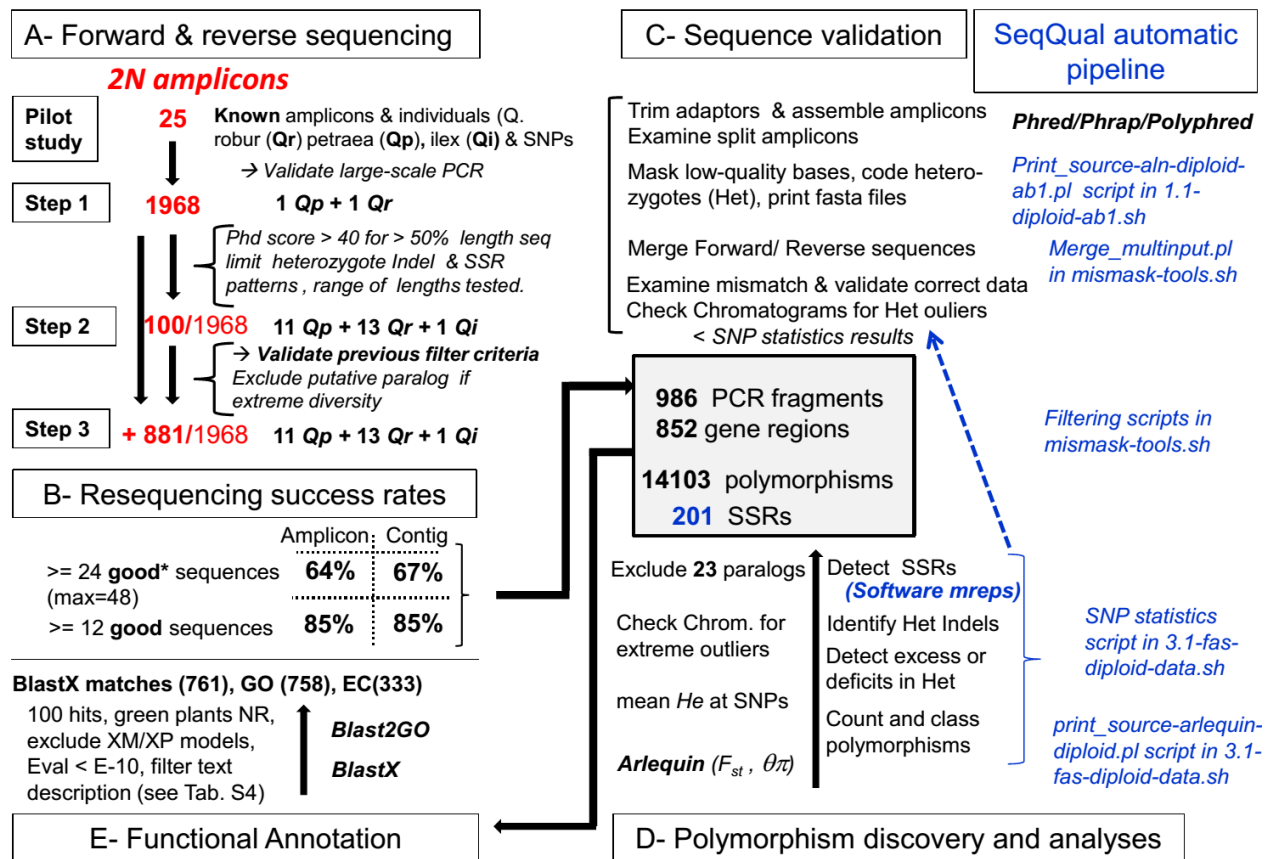 A- Forward & reverse sequencing
2N amplicons
Pilot
study
25
Known amplicons & individuals (Q.
robur (Qr) petraea (Qp), ilex (Qi) & SNPs
→ Validate large-scale PCR
Step 1
1968
1 Qp + 1 Qr
Phd score > 40 for > 50% length seq
limit heterozygote Indel & SSR
patterns , range of lengths tested.
Step 2
100/1968
11 Qp + 13 Qr + 1 Qi
→ Validate previous filter criteria
Exclude putative paralog if
extreme diversity
Step 3
+ 881/1968
11 Qp + 13 Qr + 1 Qi
B- Resequencing success rates
Amplicon Contig
>= 24 good* sequences 64% 67%
(max=48)
>= 12 good sequences 85% 85%
BlastX matches (761), GO (758), EC(333)
100 hits, green plants NR,
exclude XM/XP models,
Eval < E-10, filter text
description (see Tab. S4)
Blast2GO
BlastX
E- Functional Annotation
C- Sequence validation
SeqQual automatic
pipeline
Trim adaptors & assemble amplicons
Examine split amplicons
Phred/Phrap/Polyphred
Mask low-quality bases, code hetero-
zygotes (Het), print fasta files
Print_source-aln-diploid-
ab1.pl script in 1.1-
diploid-ab1.sh
Merge Forward/ Reverse sequences
Merge_multinput.pl
in mismask-tools.sh
Examine mismatch & validate correct data
Check Chromatograms for Het ouliers
< SNP statistics results
986 PCR fragments
852 gene regions
14103 polymorphisms
201 SSRs
Filtering scripts in
mismask-tools.sh
Exclude 23 paralogs
Check Chrom. for
extreme outliers
mean He at SNPs
Arlequin (Fst , θπ)
Detect SSRs
(Software mreps)
Identify Het Indels
Detect excess or
deficits in Het
Count and class
polymorphisms
SNP statistics
script in 3.1-fas-
diploid-data.sh
print_source-arlequin-
diploid.pl script in 3.1-
fas-diploid-data.sh
D- Polymorphism discovery and analyses